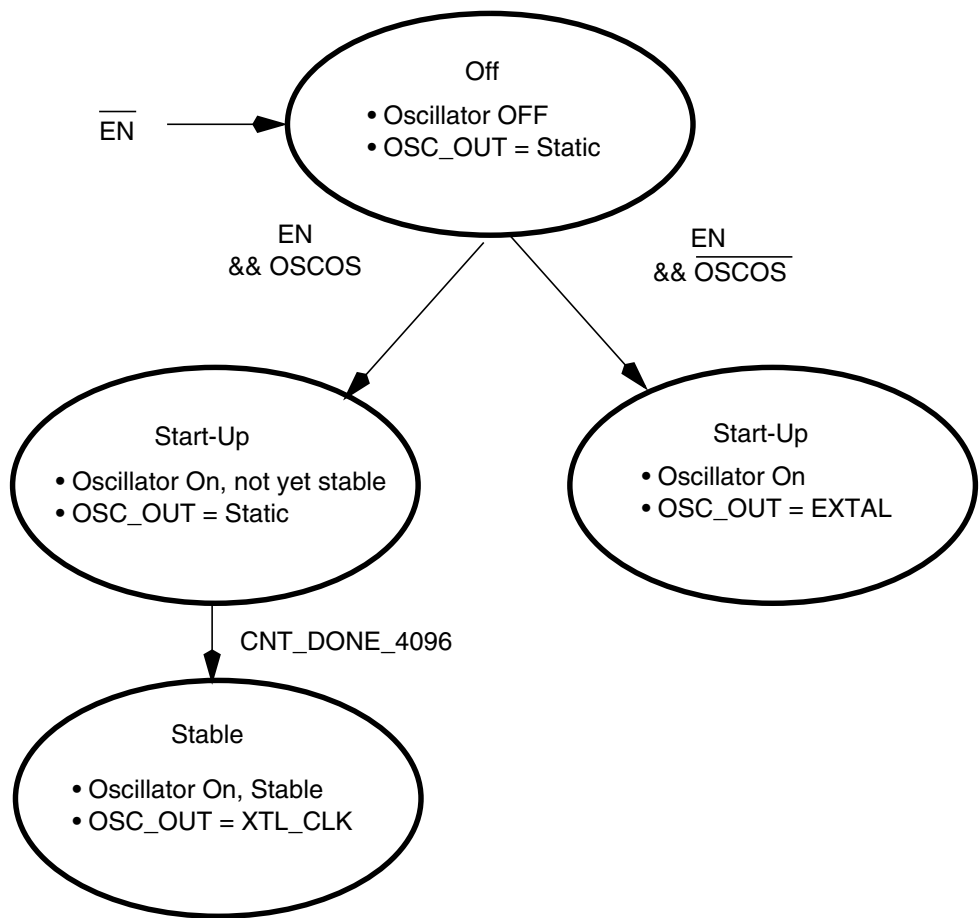 Off
• Oscillator OFF
• OSC_OUT = Static
EN
EN
&& OSCOS
EN
&& OSCOS
Start-Up
• Oscillator On, not yet stable
• OSC_OUT = Static
Start-Up
• Oscillator On
• OSC_OUT = EXTAL
CNT_DONE_4096
Stable
• Oscillator On, Stable
• OSC_OUT = XTL_CLK